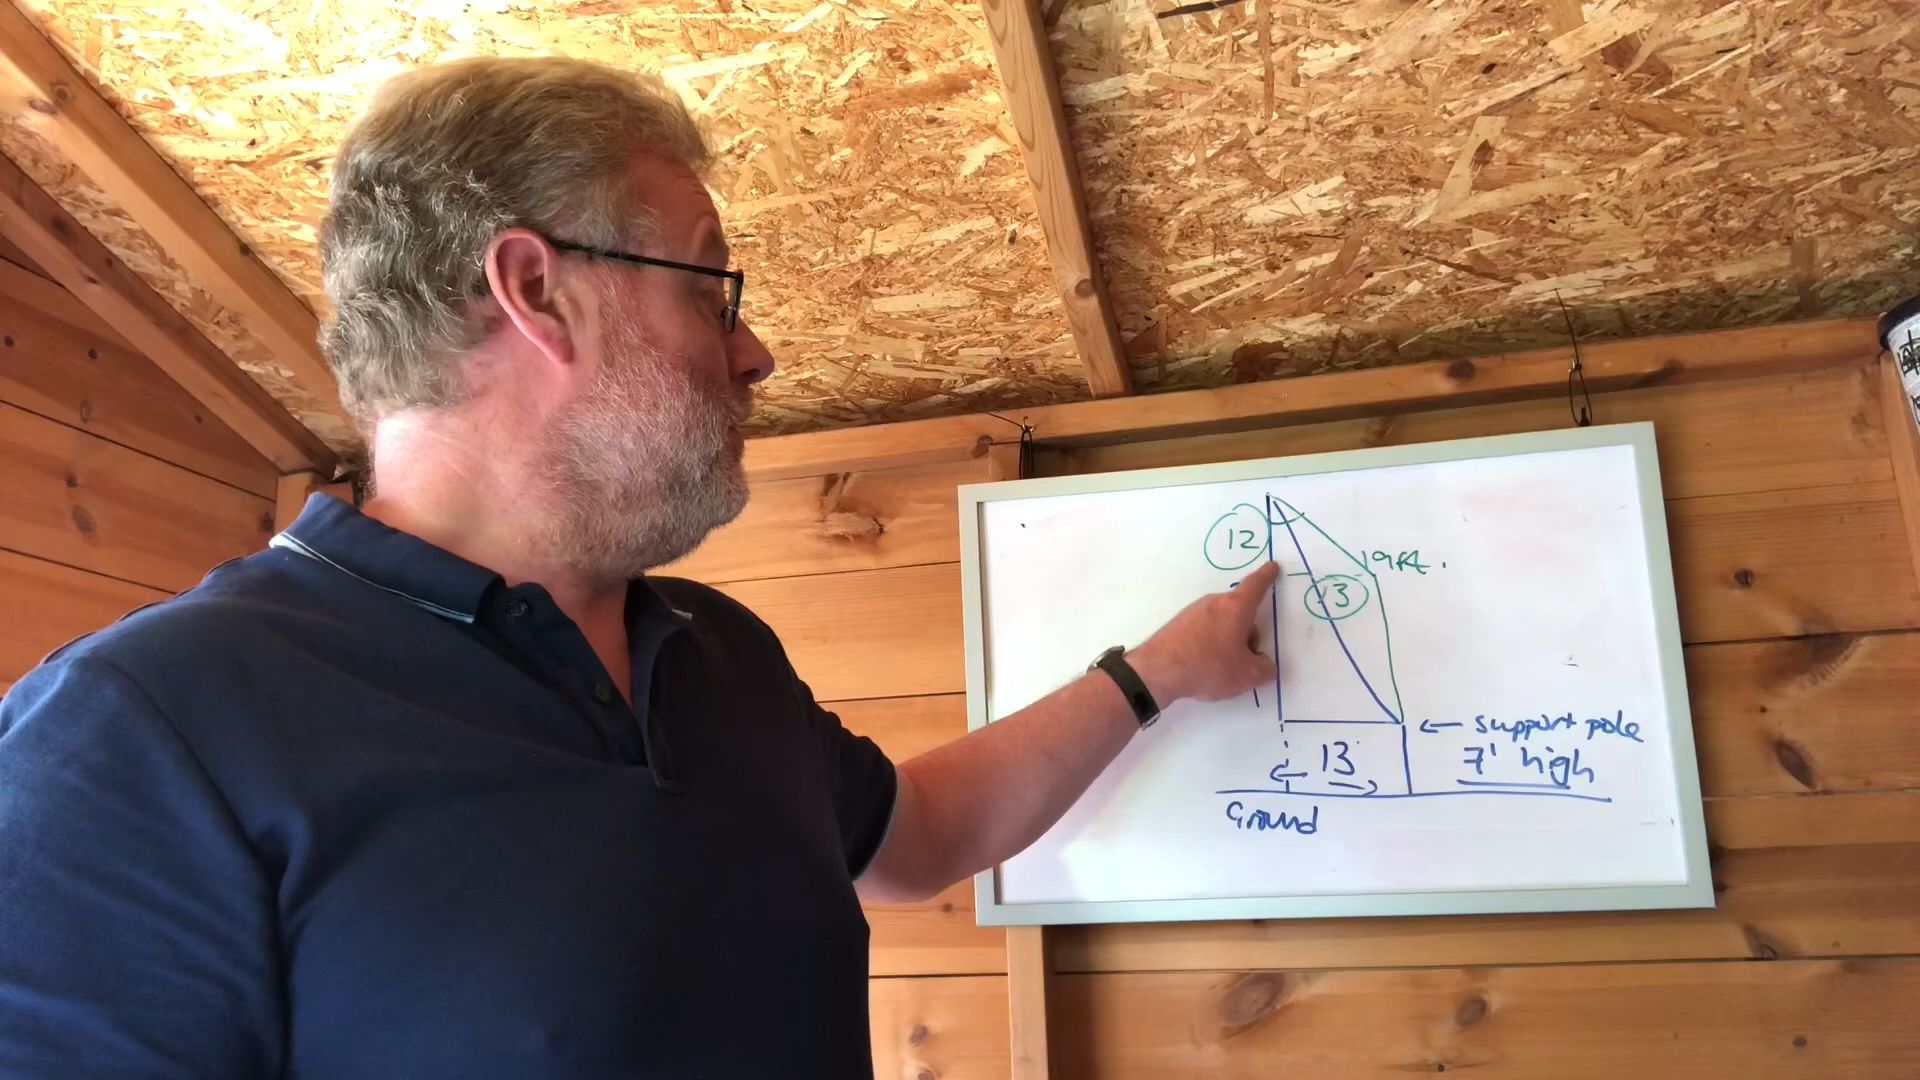 12
19ft.
13
← support pole
13
7' high
Ground